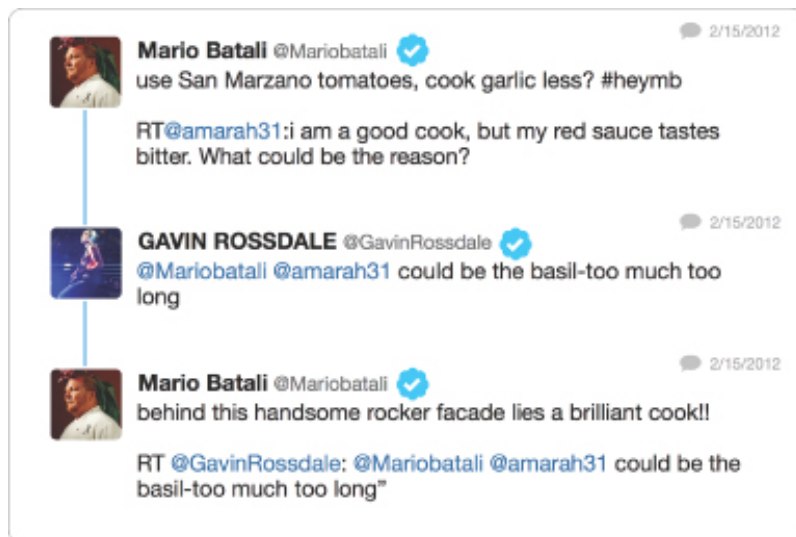 2/15/2012
Mario Batali @Mariobatali
use San Marzano tomatoes, cook garlic less? #heymb
RT@amarah31:i am a good cook, but my red sauce tastes
bitter. What could be the reason?
2/15/2012
GAVIN ROSSDALE @GavinRossdale
@Mariobatali @amarah31 could be the basil-too much too
long
2/15/2012
Mario Batali @Mariobatali
behind this handsome rocker facade lies a brilliant cook!!
RT @GavinRossdale: @Mariobatali @amarah31 could be the
basil-too much too long”